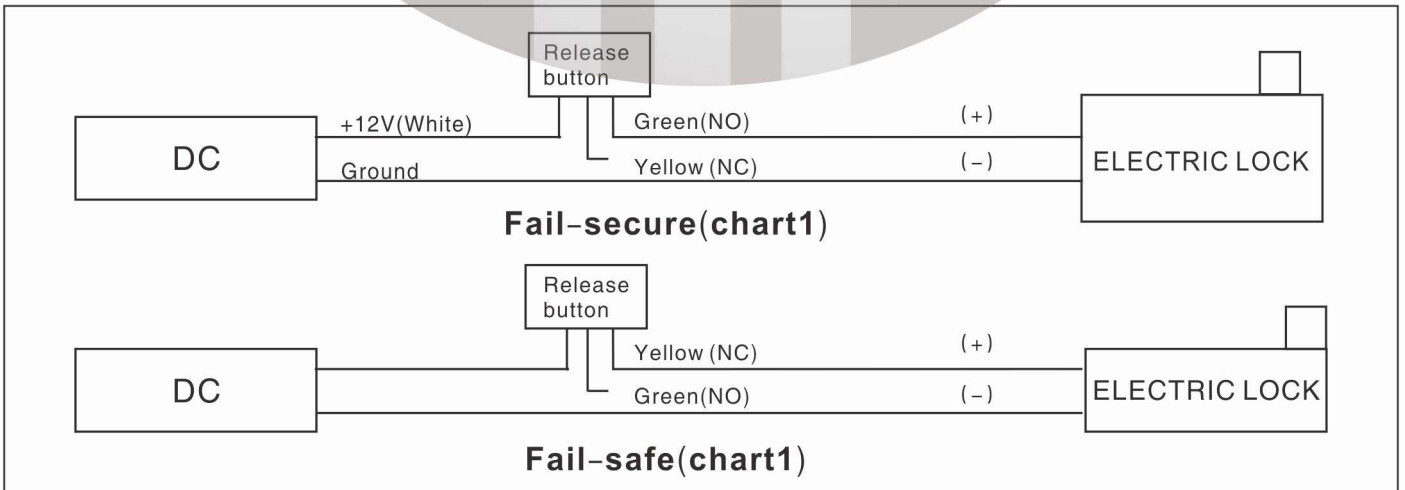 Release
button
+12V(White)
Green(NO)
(+)
DC
Ground
Yellow (NC)
(−)
ELECTRIC LOCK
Fail−secure(chart1)
Release
button
Yellow (NC)
(+)
DC
Green(NO)
(−)
ELECTRIC LOCK
Fail−safe(chart1)